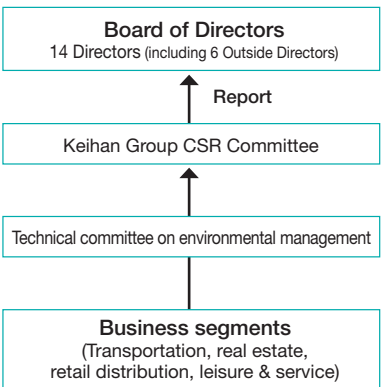 Board of Directors
14 Directors (including 6 Outside Directors)
Report
Keihan Group CSR Committee
Technical committee on environmental management
Business segments
(Transportation, real estate,
retail distribution, leisure & service)